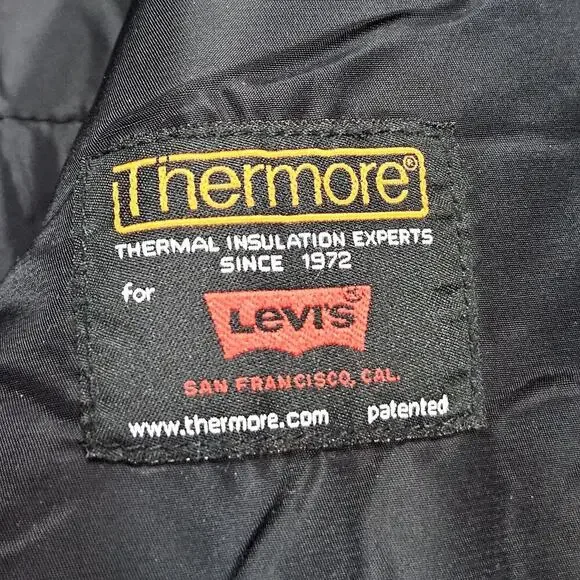 Thermore®
THERMAL INSULATION EXPERTS
SINCE 1972
for
LEVI'S®
SAN FRANCISCO, CAL.
www.thermore.com patented